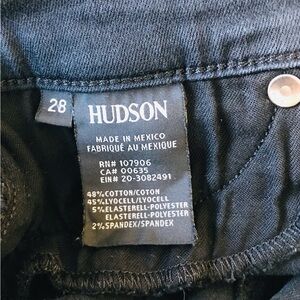 28
HUDSON
MADE IN MEXICO
FABRIQUÉ AU MEXIQUE
RN# 107906
CA# 00635
EIN# 20-3082491
48% COTTON/COTON
45% LYOCELL/LYOCELL
5% ELASTERELL-POLYESTER
ELASTERELL-POLYESTER
2% SPANDEX/SPANDEX